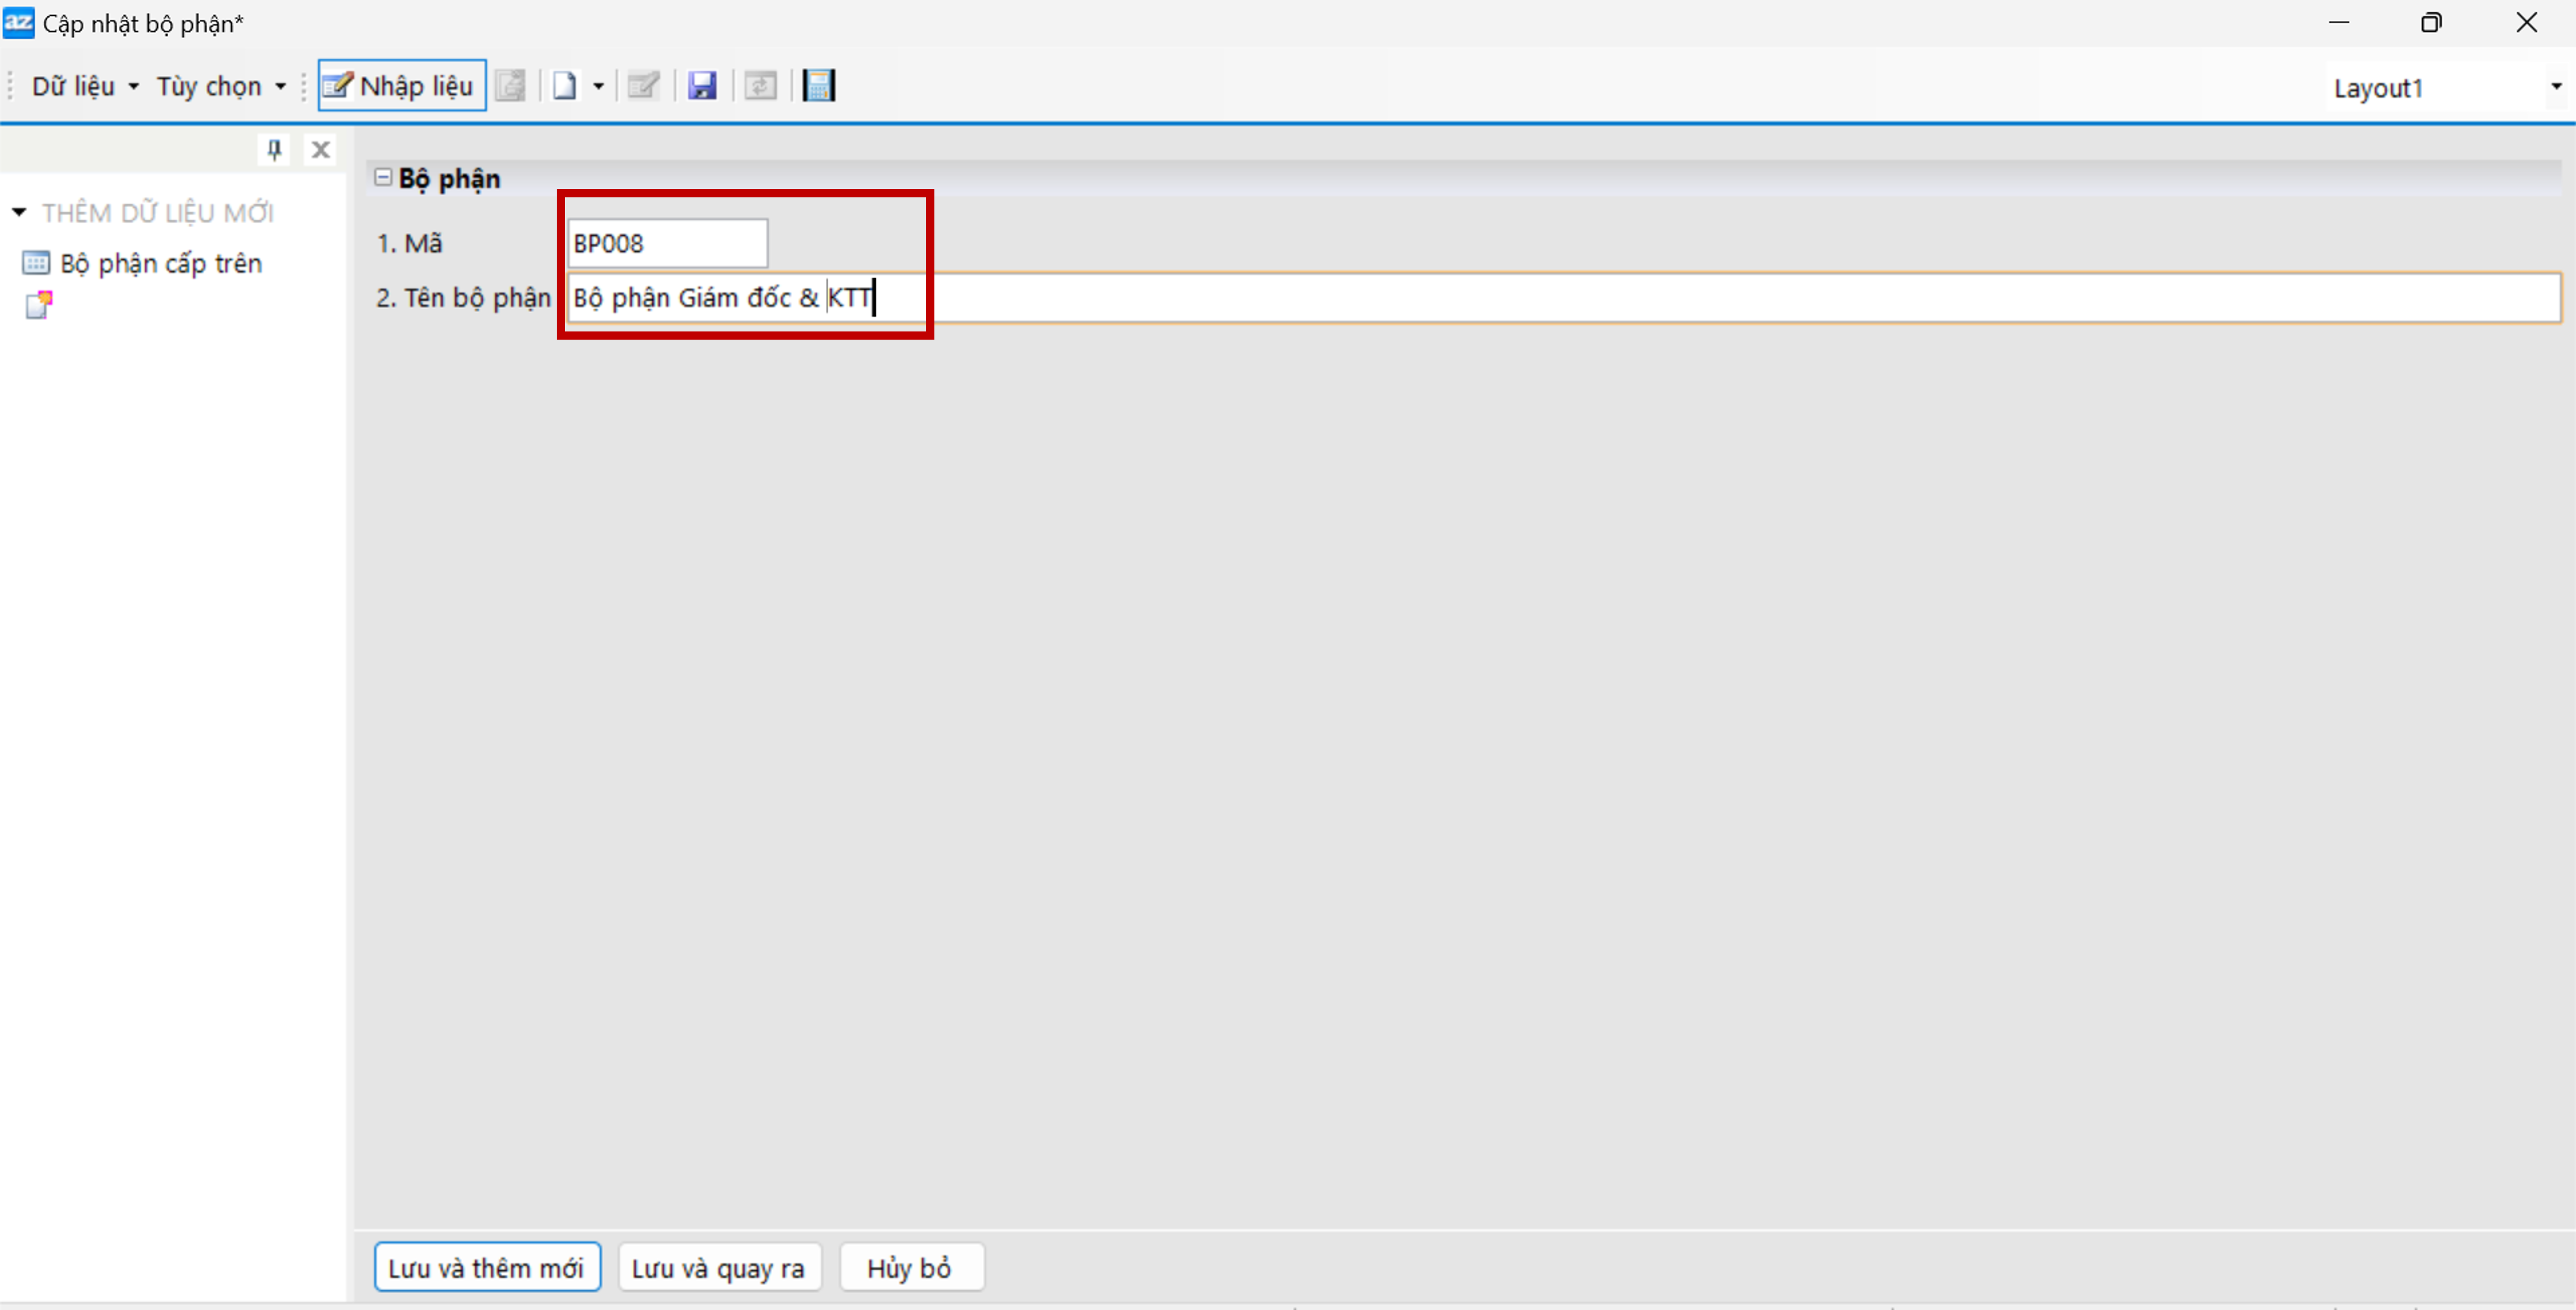 az Cập nhật bộ phận*
Dữ liệu Tùy chọn Nhập liệu Layout1
Bộ phận
THÊM DỮ LIỆU MỚI
1. Mã BP008
Bộ phận cấp trên
2. Tên bộ phận Bộ phận Giám đốc & KTT
Lưu và thêm mới Lưu và quay ra Hủy bỏ